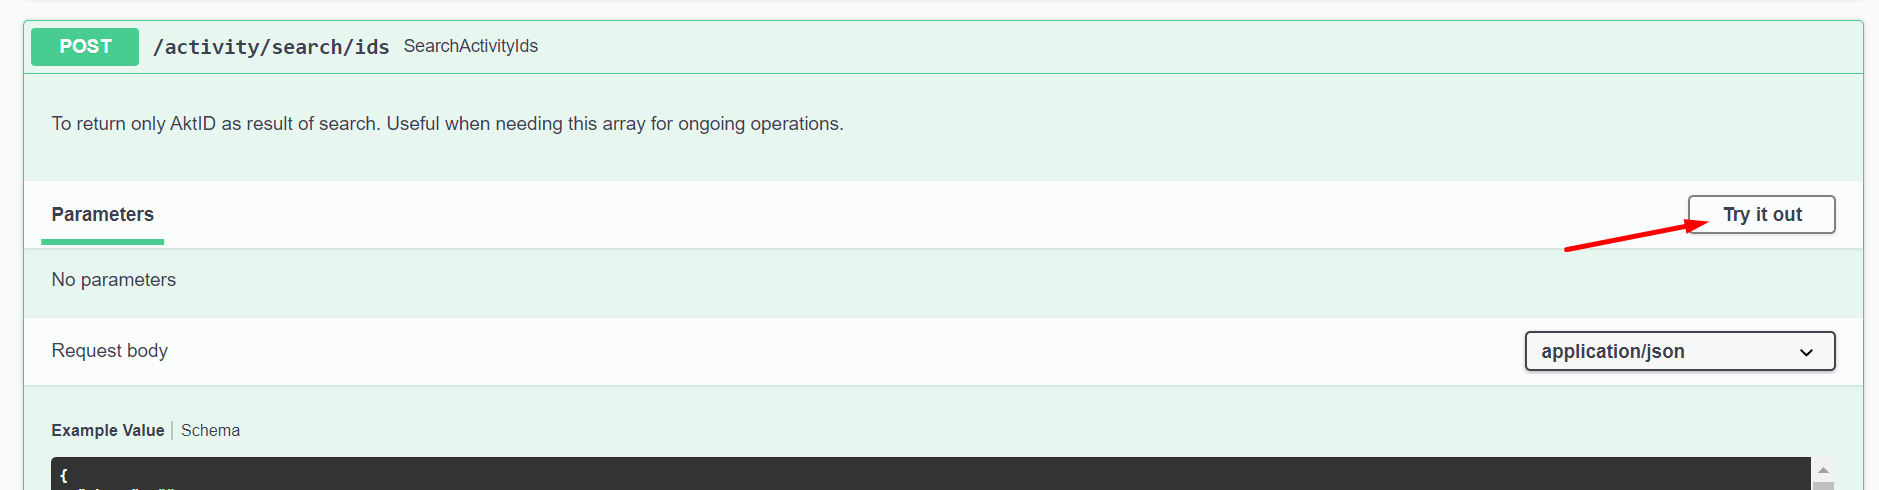 POST /activity/search/ids SearchActivityIds
To return only AktID as result of search. Useful when needing this array for ongoing operations.
Parameters
Try it out
No parameters
Request body
application/json
Example Value | Schema
{